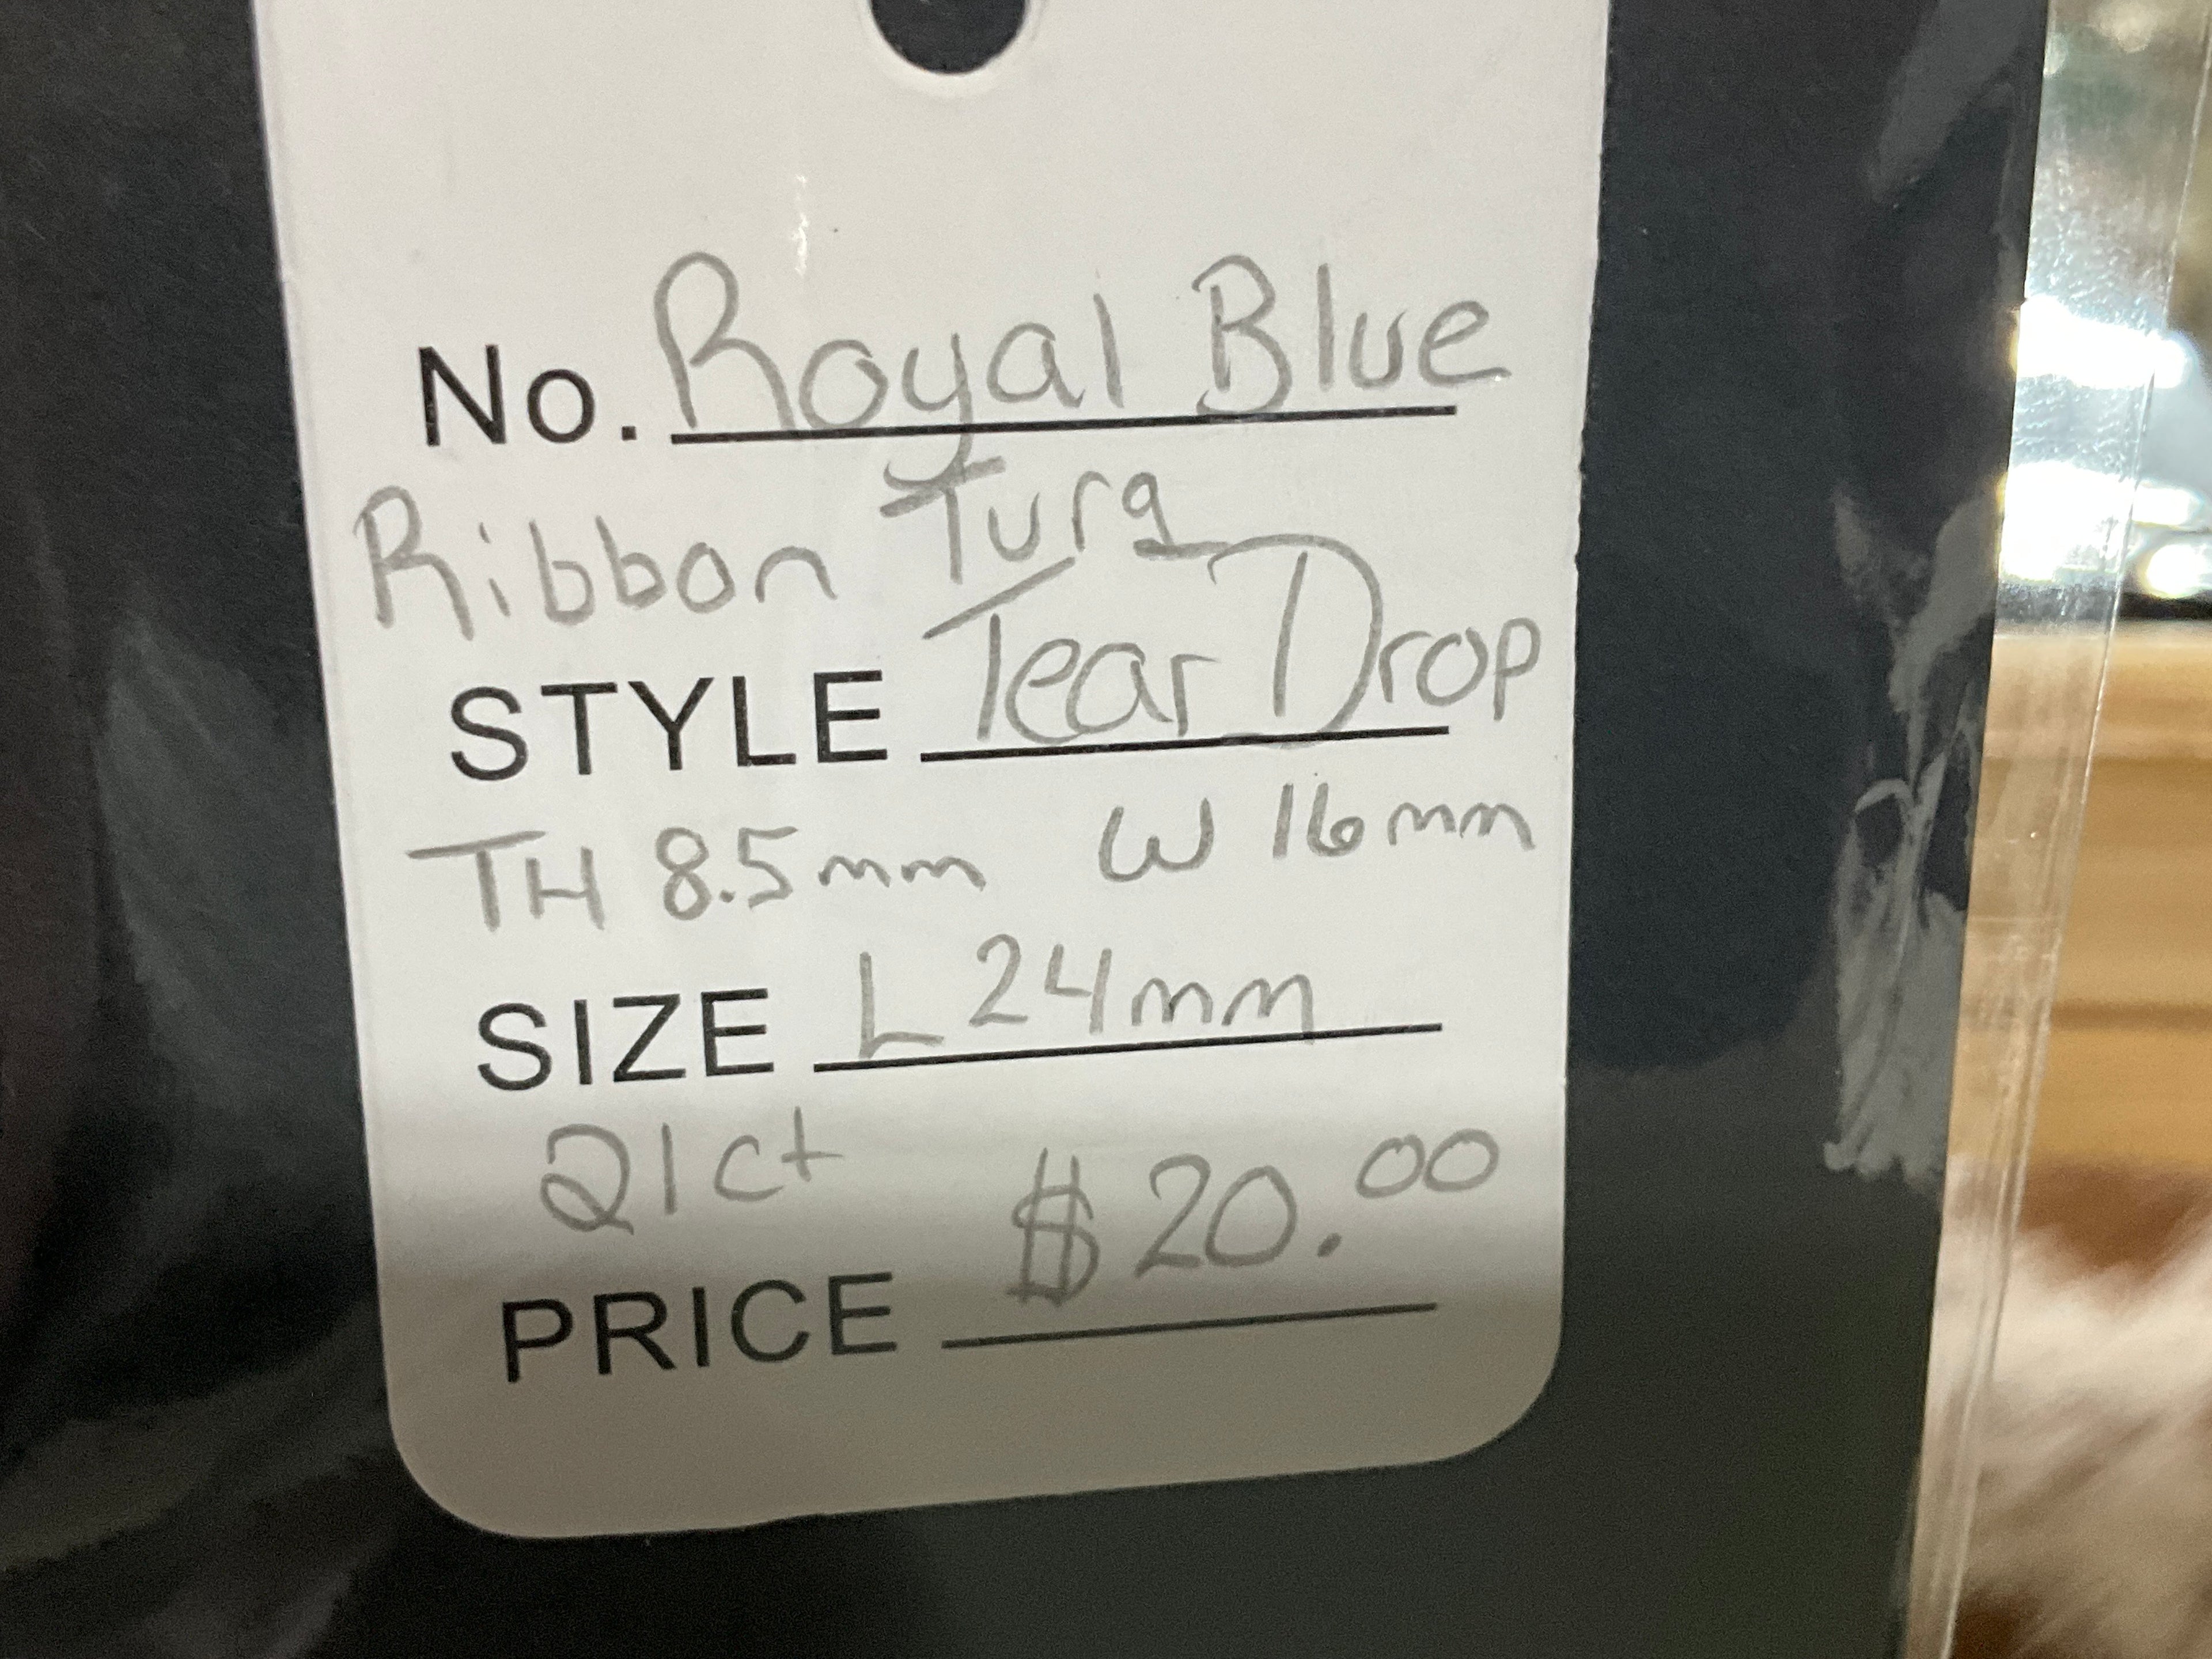 No. Royal Blue
Ribbon Turq
STYLE Tear Drop
TH 8.5mm W 16mm
SIZE L 24mm
21ct $20.00
PRICE